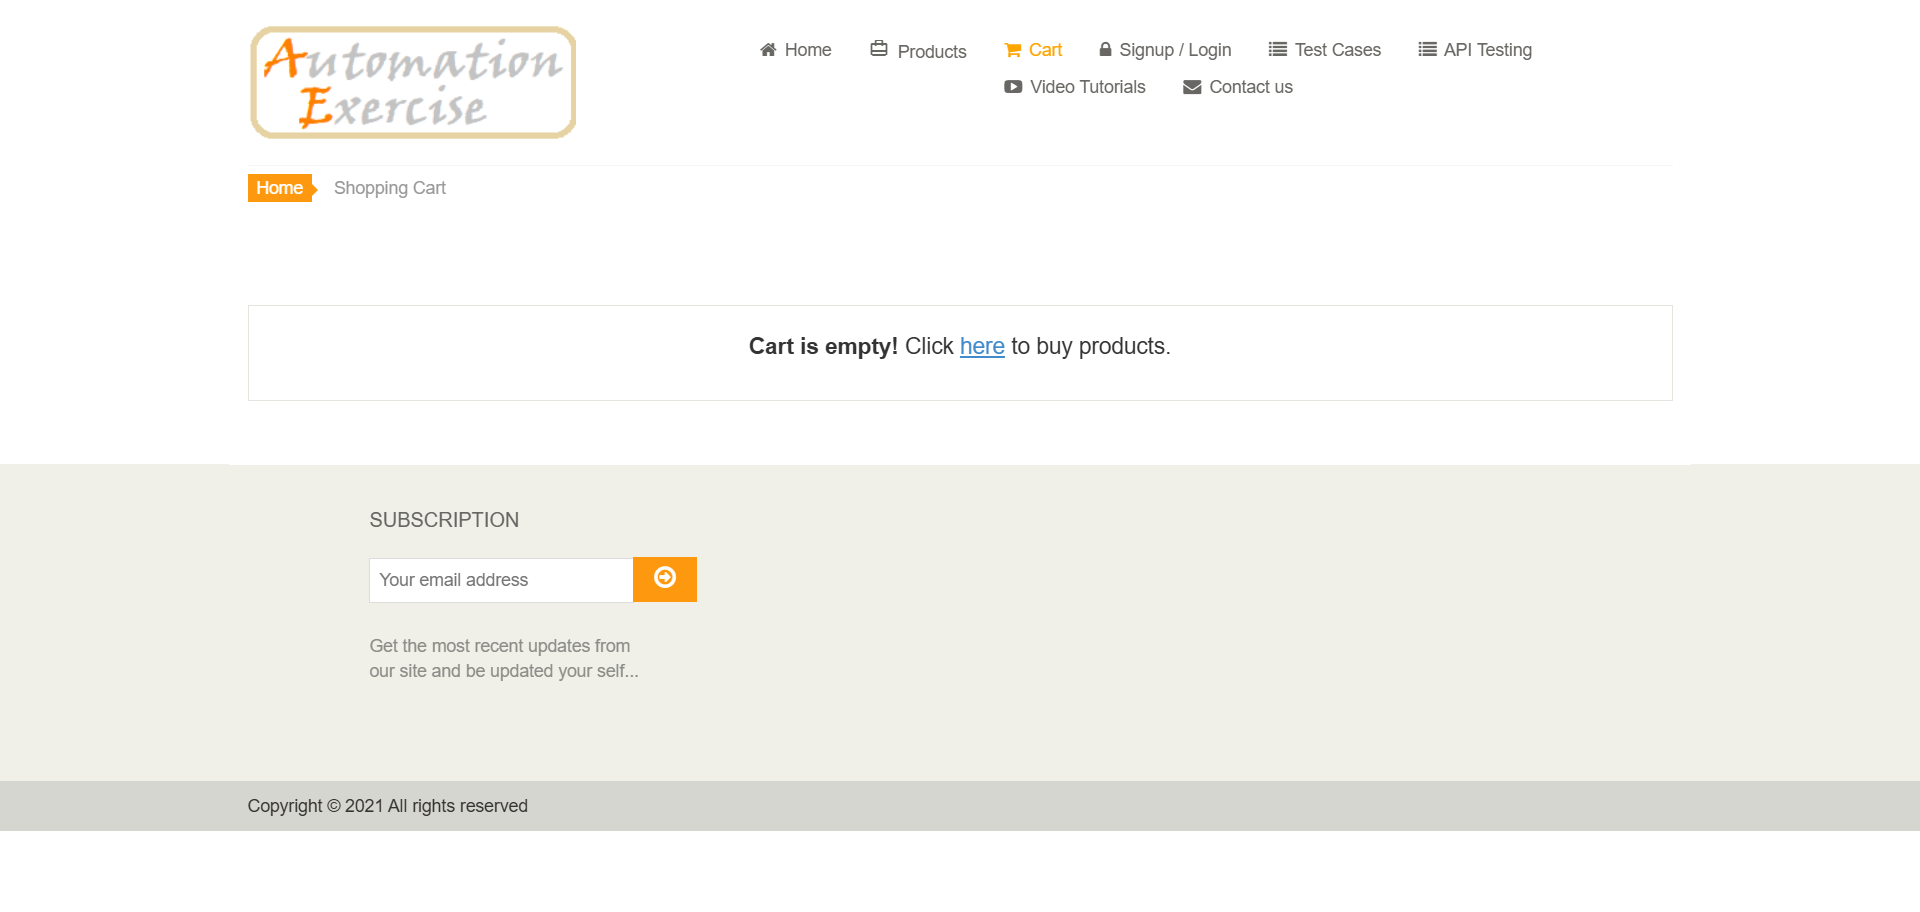 Automation
Exercise
Home
Products
Cart
Signup / Login
Test Cases
API Testing
Video Tutorials
Contact us
Home
Shopping Cart
Cart is empty! Click here to buy products.
SUBSCRIPTION
Your email address
Get the most recent updates from
our site and be updated your self...
Copyright © 2021 All rights reserved